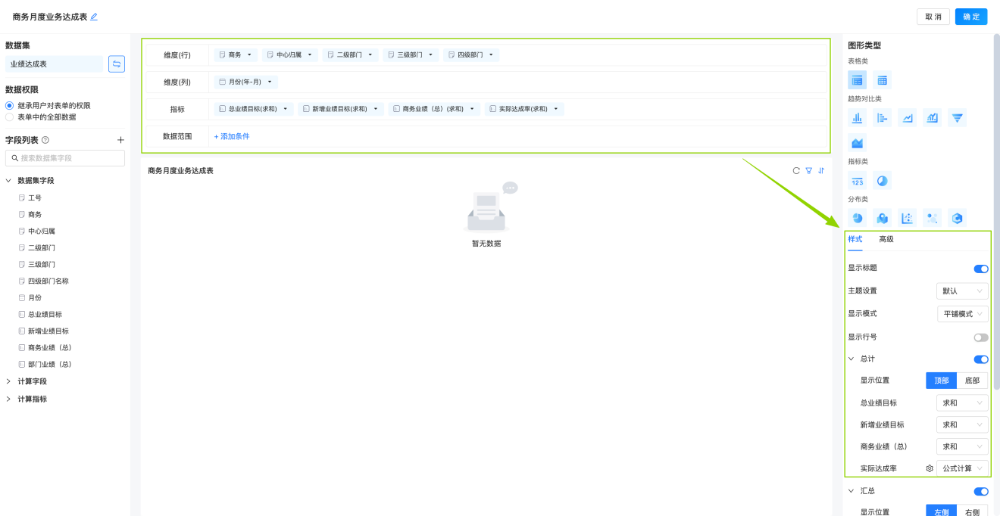 商务月度业务达成表
取 消
确 定
数据集
业绩达成表
数据权限
继承用户对表单的权限
表单中的全部数据
字段列表
搜索数据集字段
数据集字段
工号
商务
中心归属
二级部门
三级部门
四级部门名称
月份
总业绩目标
新增业绩目标
商务业绩（总）
部门业绩（总）
计算字段
计算指标
维度(行) 商务 中心归属 二级部门 三级部门 四级部门
维度(列) 月份(年-月)
指标 总业绩目标(求和) 新增业绩目标(求和) 商务业绩（总）(求和) 实际达成率(求和)
数据范围 + 添加条件
商务月度业务达成表
暂无数据
图形类型
表格类
趋势对比类
指标类
123
分布类
样式 高级
显示标题
主题设置 默认
显示模式 平铺模式
显示行号
总计
显示位置 顶部 底部
总业绩目标 求和
新增业绩目标 求和
商务业绩（总） 求和
实际达成率 公式计算
汇总
显示位置 左侧 右侧